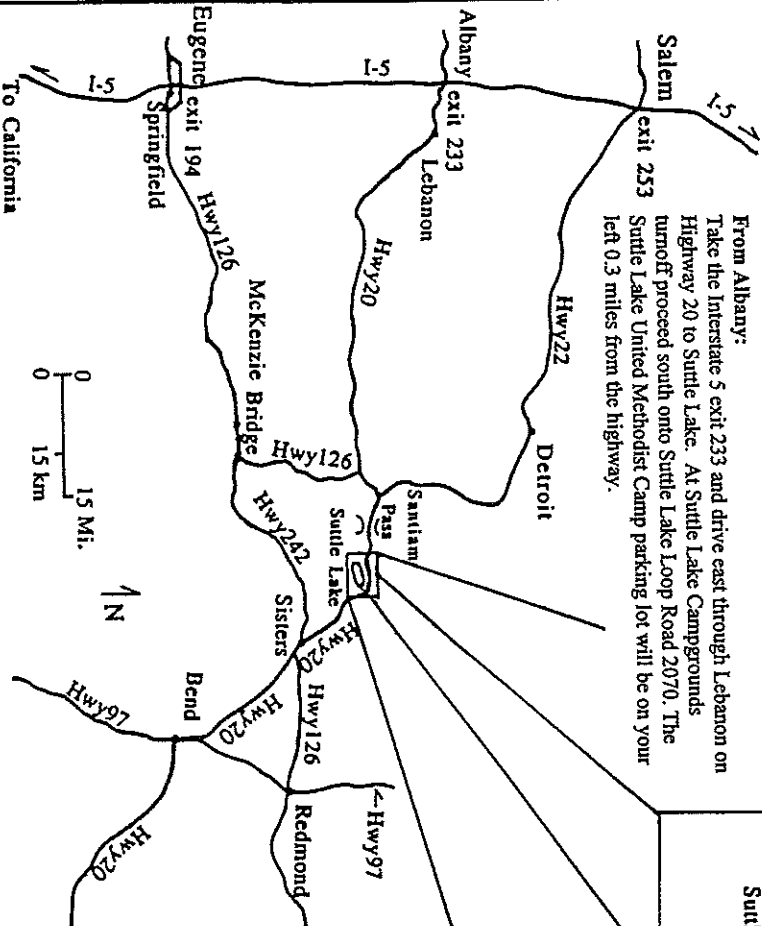 From Albany:
Take the Interstate 5 exit 233 and drive east through Lebanon on
Highway 20 to Suttle Lake. At Suttle Lake Campgrounds
turnoff proceed south onto Suttle Lake Loop Road 2070. The
Suttle Lake United Methodist Camp parking lot will be on your
left 0.3 miles from the highway.
Sutt
I-5
Salem
exit 253
Hwy22
Detroit
Albany
exit 233
Lebanon
I-5
Hwy20
Santiam
Pass
Suttle Lake
Hwy126
Eugene
exit 194
Springfield
Hwy126
McKenzie Bridge
Hwy242
Sisters
Hwy20
Hwy126
Hwy20
Hwy97
Redmond
Bend
Hwy97
Hwy20
I-5
To California
0
15 Mi.
0
15 km
N